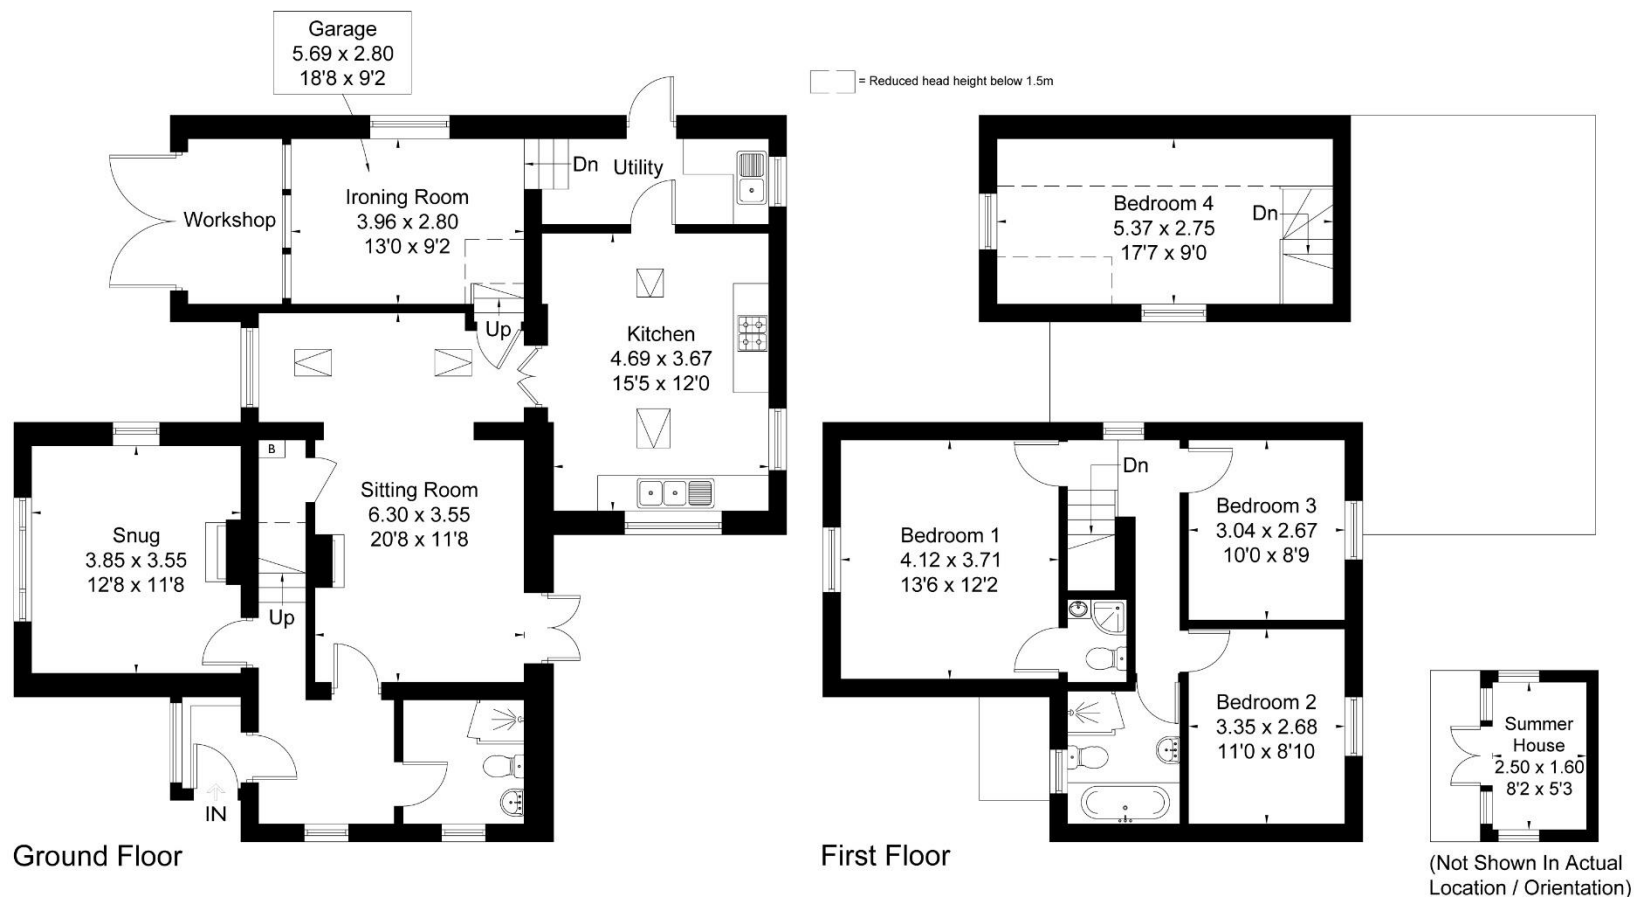 Garage
5.69 x 2.80
18'8 x 9'2
= Reduced head height below 1.5m
Workshop
Ironing Room
3.96 x 2.80
13'0 x 9'2
Dn
Utility
Up
Kitchen
4.69 x 3.67
15'5 x 12'0
B
Sitting Room
6.30 x 3.55
20'8 x 11'8
Snug
3.85 x 3.55
12'8 x 11'8
Up
IN
Ground Floor
Bedroom 4
5.37 x 2.75
17'7 x 9'0
Dn
Dn
Bedroom 1
4.12 x 3.71
13'6 x 12'2
Bedroom 3
3.04 x 2.67
10'0 x 8'9
Bedroom 2
3.35 x 2.68
11'0 x 8'10
First Floor
Summer
House
2.50 x 1.60
8'2 x 5'3
(Not Shown In Actual
Location / Orientation)